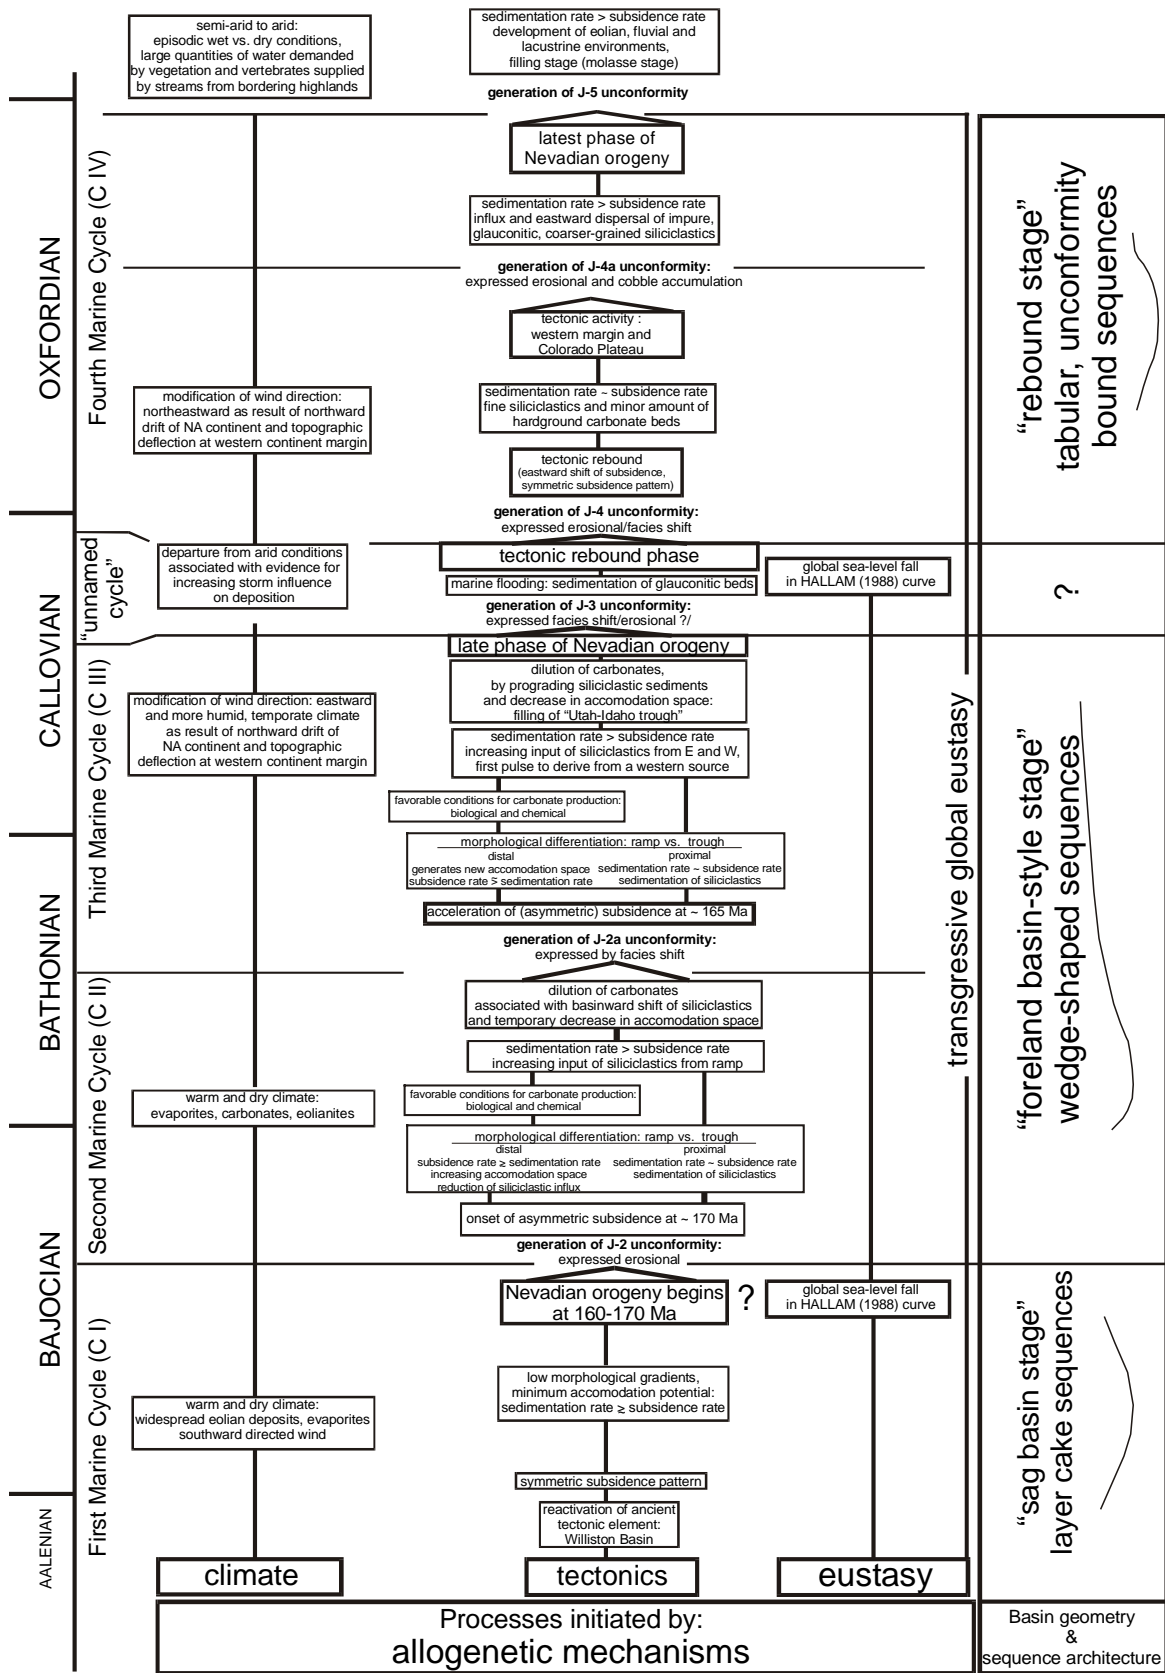 semi-arid to arid:
episodic wet vs. dry conditions,
large quantities of water demanded
by vegetation and vertebrates supplied
by streams from bordering highlands
sedimentation rate > subsidence rate
development of eolian, fluvial and
lacustrine environments,
filling stage (molasse stage)
generation of J-5 unconformity
latest phase of
Nevadian orogeny
sedimentation rate > subsidence rate
influx and eastward dispersal of impure,
glauconitic, coarser-grained siliciclastics
generation of J-4a unconformity:
expressed erosional and cobble accumulation
tectonic activity :
western margin and
Colorado Plateau
OXFORDIAN
Fourth Marine Cycle (C IV)
modification of wind direction:
northeastward as result of northward
drift of NA continent and topographic
deflection at western continent margin
sedimentation rate ~ subsidence rate
fine siliciclastics and minor amount of
hardground carbonate beds
tectonic rebound
(eastward shift of subsidence,
symmetric subsidence pattern)
“rebound stage”
tabular, unconformity
bound sequences
generation of J-4 unconformity:
expressed erosional/facies shift
“unnamed
cycle”
departure from arid conditions
associated with evidence for
increasing storm influence
on deposition
tectonic rebound phase
marine flooding: sedimentation of glauconitic beds
global sea-level fall
in HALLAM (1988) curve
?
generation of J-3 unconformity:
expressed facies shift/erosional ?/
late phase of Nevadian orogeny
CALLOVIAN
Third Marine Cycle (C III)
modification of wind direction: eastward
and more humid, temporate climate
as result of northward drift of
NA continent and topographic
deflection at western continent margin
dilution of carbonates,
by prograding siliciclastic sediments
and decrease in accomodation space:
filling of “Utah-Idaho trough”
sedimentation rate > subsidence rate
increasing input of siliciclastics from E and W,
first pulse to derive from a western source
favorable conditions for carbonate production:
biological and chemical
morphological differentiation: ramp vs. trough
distal
generates new accomodation space
subsidence rate ≥ sedimentation rate
proximal
sedimentation rate ~ subsidence rate
sedimentation of siliciclastics
acceleration of (asymmetric) subsidence at ~ 165 Ma
transgressive global eustasy
“foreland basin-style stage”
wedge-shaped sequences
generation of J-2a unconformity:
expressed by facies shift
BATHONIAN
Second Marine Cycle (C II)
dilution of carbonates
associated with basinward shift of siliciclastics
and temporary decrease in accomodation space
sedimentation rate > subsidence rate
increasing input of siliciclastics from ramp
warm and dry climate:
evaporites, carbonates, eolianites
favorable conditions for carbonate production:
biological and chemical
morphological differentiation: ramp vs. trough
distal
subsidence rate ≳ sedimentation rate
increasing accomodation space
reduction of siliciclastic influx
proximal
sedimentation rate ~ subsidence rate
sedimentation of siliciclastics
onset of asymmetric subsidence at ~ 170 Ma
generation of J-2 unconformity:
expressed erosional
BAJOCIAN
First Marine Cycle (C I)
Nevadian orogeny begins
at 160-170 Ma
?
global sea-level fall
in HALLAM (1988) curve
low morphological gradients,
minimum accomodation potential:
sedimentation rate ≳ subsidence rate
warm and dry climate:
widespread eolian deposits, evaporites
southward directed wind
“sag basin stage”
layer cake sequences
symmetric subsidence pattern
reactivation of ancient
tectonic element:
Williston Basin
AALENIAN
climate
tectonics
eustasy
Processes initiated by:
allogenetic mechanisms
Basin geometry
&
sequence architecture